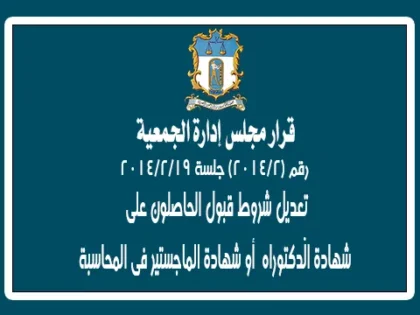 قرار مجلس إدارة الجمعية
رقم (٢٠١٤/٢) جلسة ٢٠١٤/٢/١٩
تعديل شروط قبول الحاصلون على
شهادة الدكتوراه أو شهادة الماجستير فى المحاسبة